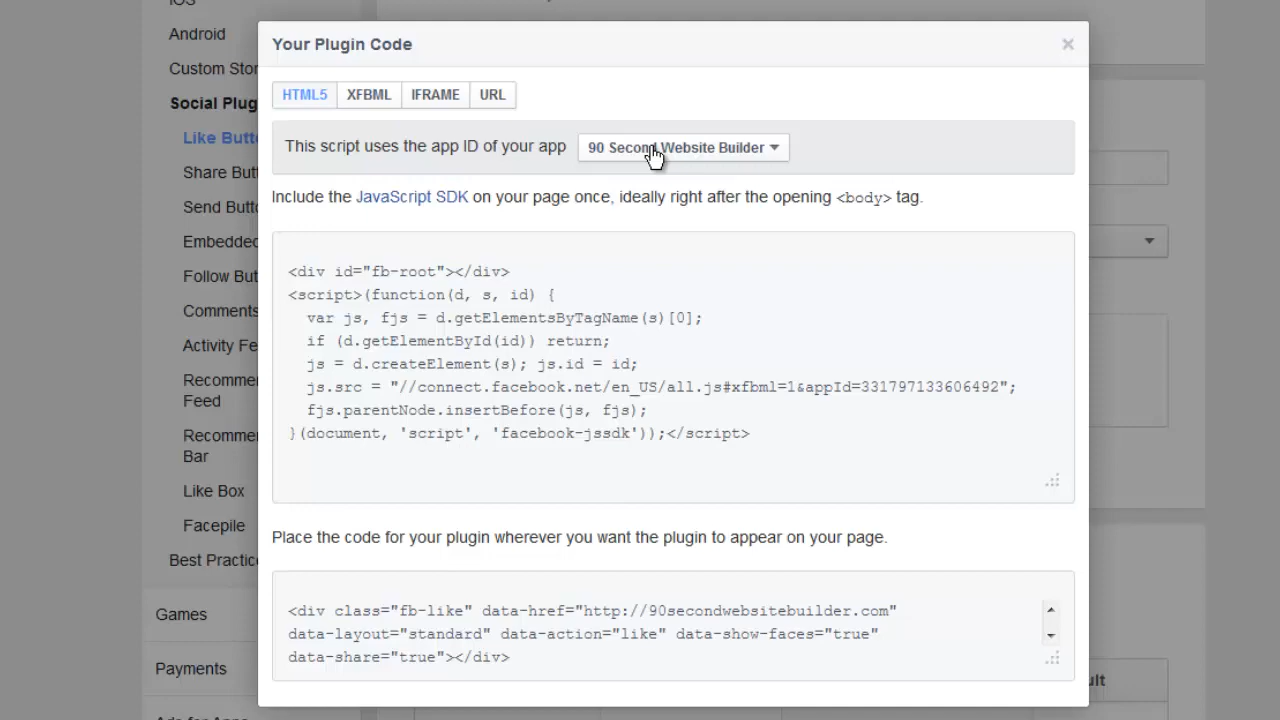 iOS
Android
Custom Stor
Social Plug
Like Butt
Share But
Send Butt
Embedded
Follow But
Comments
Activity Fe
Recomme
Feed
Recomme
Bar
Like Box
Facepile
Best Practic
Games
Payments
Ads for Apps
Your Plugin Code
×
HTML5 XFBML IFRAME URL
This script uses the app ID of your app 90 Second Website Builder
Include the JavaScript SDK on your page once, ideally right after the opening <body> tag.
<div id="fb-root"></div>
<script>(function(d, s, id) {
var js, fjs = d.getElementsByTagName(s)[0];
if (d.getElementById(id)) return;
js = d.createElement(s); js.id = id;
js.src = "//connect.facebook.net/en_US/all.js#xfbml=1&appId=331797133606492";
fjs.parentNode.insertBefore(js, fjs);
}(document, 'script', 'facebook-jssdk'));</script>
Place the code for your plugin wherever you want the plugin to appear on your page.
<div class="fb-like" data-href="http://90secondwebsitebuilder.com"
data-layout="standard" data-action="like" data-show-faces="true"
data-share="true"></div>
ult